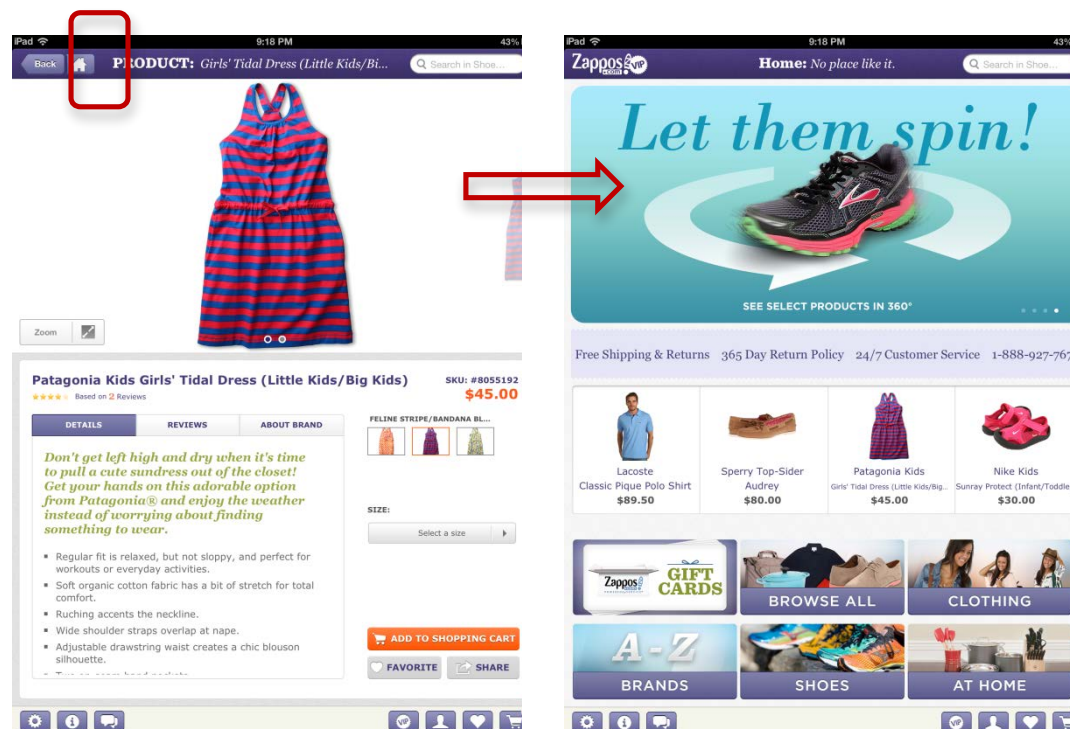 iPad 9:18 PM 43%
Back PRODUCT: Girls' Tidal Dress (Little Kids/Bi... Search in Shoe...
Zoom
Patagonia Kids Girls' Tidal Dress (Little Kids/Big Kids)
SKU: #8055192
Based on 2 Reviews
$45.00
DETAILS REVIEWS ABOUT BRAND
Don't get left high and dry when it's time
to pull a cute sundress out of the closet!
Get your hands on this adorable option
from Patagonia® and enjoy the weather
instead of worrying about finding
something to wear.
Regular fit is relaxed, but not sloppy, and perfect for
workouts or everyday activities.
Soft organic cotton fabric has a bit of stretch for total
comfort.
Ruching accents the neckline.
Wide shoulder straps overlap at nape.
Adjustable drawstring waist creates a chic blouson
silhouette.
FELINE STRIPE/BANDANA BL...
SIZE:
Select a size
ADD TO SHOPPING CART
FAVORITE SHARE
VIP
iPad 9:18 PM 43%
Zappos.com VIP Home: No place like it. Search in Shoe...
Let them spin!
SEE SELECT PRODUCTS IN 360°
Free Shipping & Returns 365 Day Return Policy 24/7 Customer Service 1-888-927-767
Lacoste
Classic Pique Polo Shirt
$89.50
Sperry Top-Sider
Audrey
$80.00
Patagonia Kids
Girls' Tidal Dress (Little Kids/Big...
$45.00
Nike Kids
Sunray Protect (Infant/Toddle
$30.00
Zappos GIFT
CARDS
BROWSE ALL
CLOTHING
A-Z
BRANDS
SHOES
AT HOME
VIP